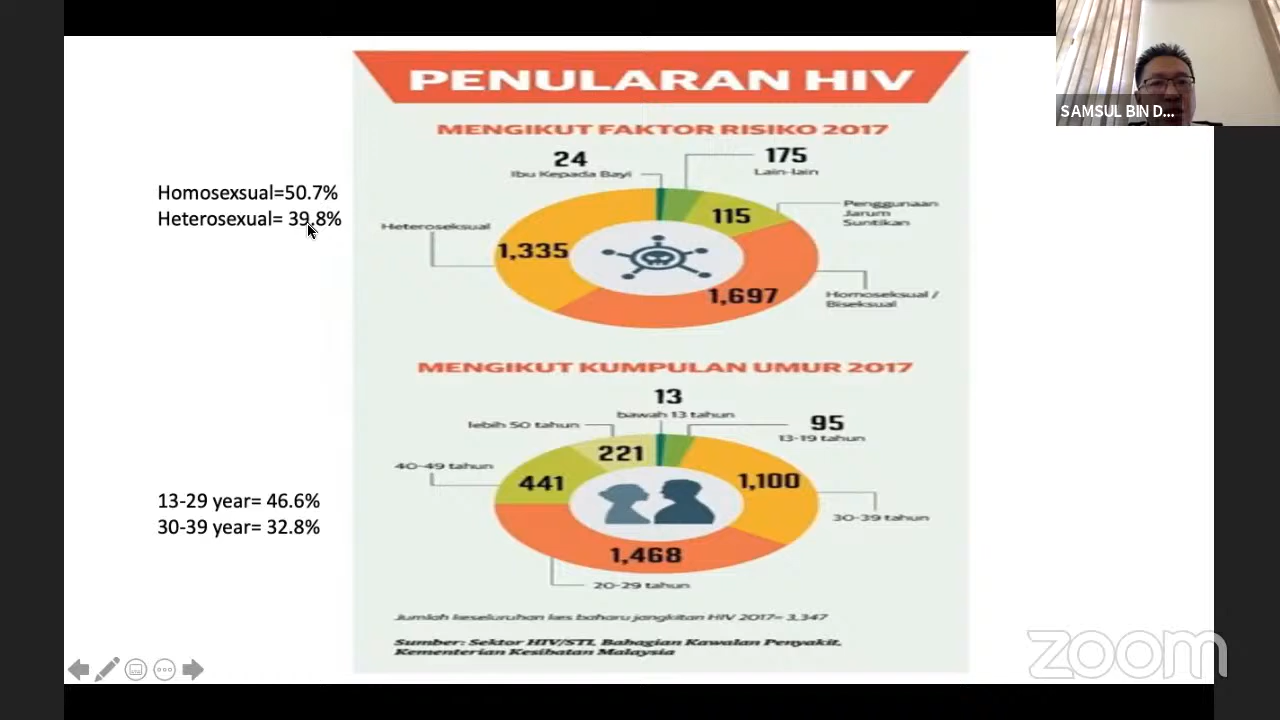 SAMSUL BIN D...
PENULARAN HIV
MENGIKUT FAKTOR RISIKO 2017
24
Ibu Kepada Bayi
175
Lain-lain
115
Penggunaan
Jarum
Suntikan
Heteroseksual
1,335
1,697
Homoseksual /
Biseksual
Homosexsual=50.7%
Heterosexual= 39.8%
MENGIKUT KUMPULAN UMUR 2017
13
bawah 13 tahun
95
13-19 tahun
lebih 50 tahun
221
40-49 tahun
441
1,100
30-39 tahun
1,468
20-29 tahun
13-29 year= 46.6%
30-39 year= 32.8%
Jumlah keseluruhan kes baharu jangkitan HIV 2017= 3,347
Sumber: Sektor HIV/STI, Bahagian Kawalan Penyakit,
Kementerian Kesihatan Malaysia
zoom